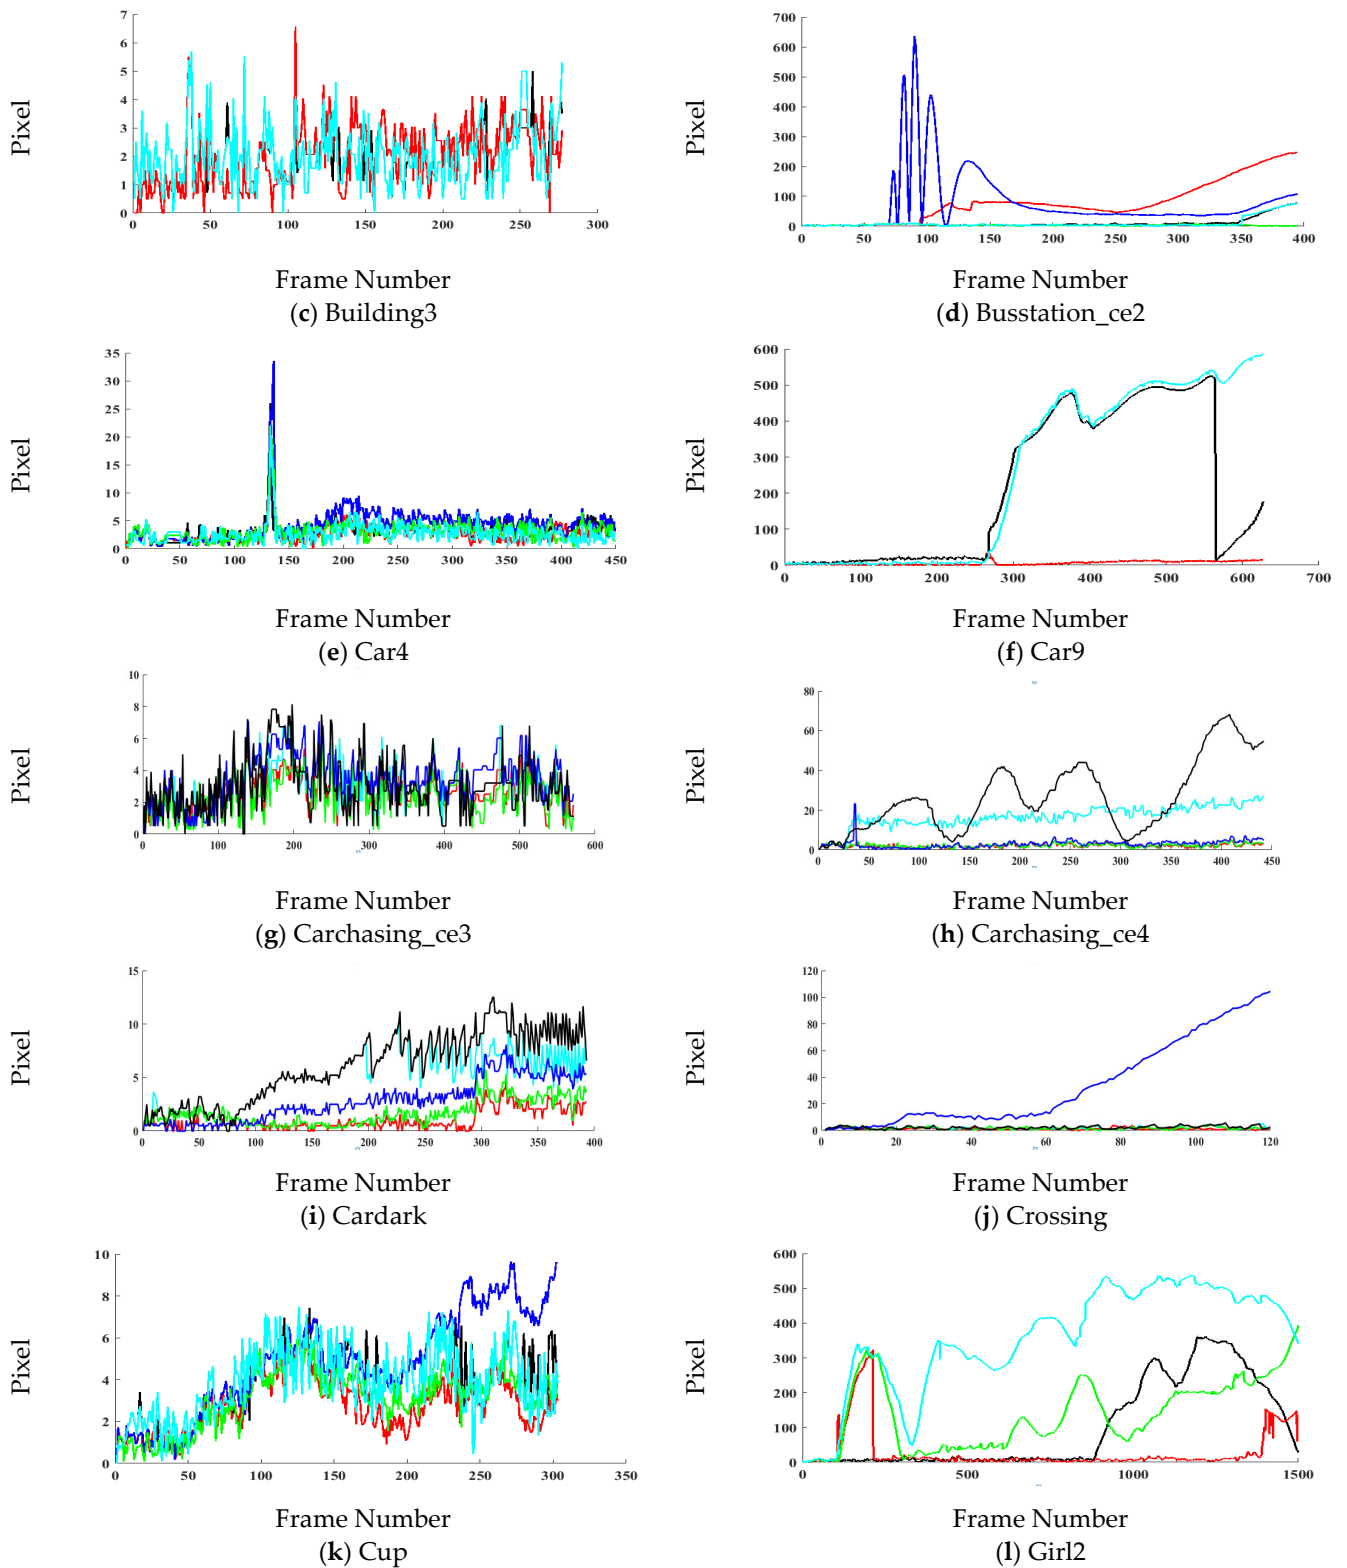 7
6
5
4
3
2
1
0
0 50 100 150 200 250 300
Pixel
Frame Number
(c) Building3
700
600
500
400
300
200
100
0
0 50 100 150 200 250 300 350 400
Pixel
Frame Number
(d) Busstation_ce2
35
30
25
20
15
10
5
0
0 50 100 150 200 250 300 350 400 450
Pixel
Frame Number
(e) Car4
600
500
400
300
200
100
0
0 100 200 300 400 500 600 700
Pixel
Frame Number
(f) Car9
10
8
6
4
2
0
0 100 200 300 400 500 600
Pixel
Frame Number
(g) Carchasing_ce3
80
60
40
20
0
0 50 100 150 200 250 300 350 400 450
Pixel
Frame Number
(h) Carchasing_ce4
15
10
5
0
0 50 100 150 200 250 300 350 400
Pixel
Frame Number
(i) Cardark
120
100
80
60
40
20
0
0 20 40 60 80 100 120
Pixel
Frame Number
(j) Crossing
10
8
6
4
2
0
0 50 100 150 200 250 300 350
Pixel
Frame Number
(k) Cup
600
500
400
300
200
100
0
0 500 1000 1500
Pixel
Frame Number
(l) Girl2